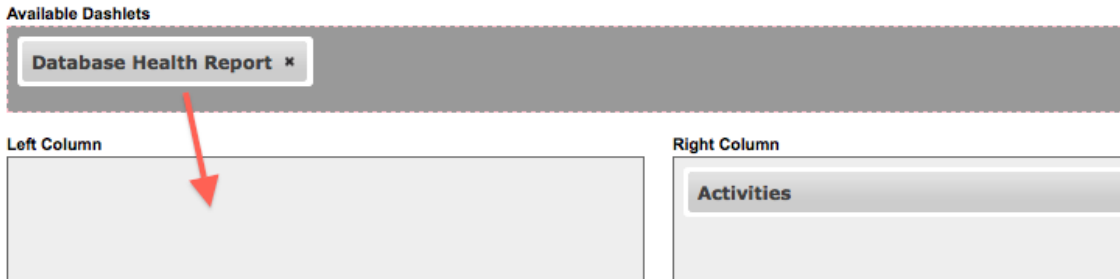 Available Dashlets
Database Health Report ×
Left Column
Right Column
Activities